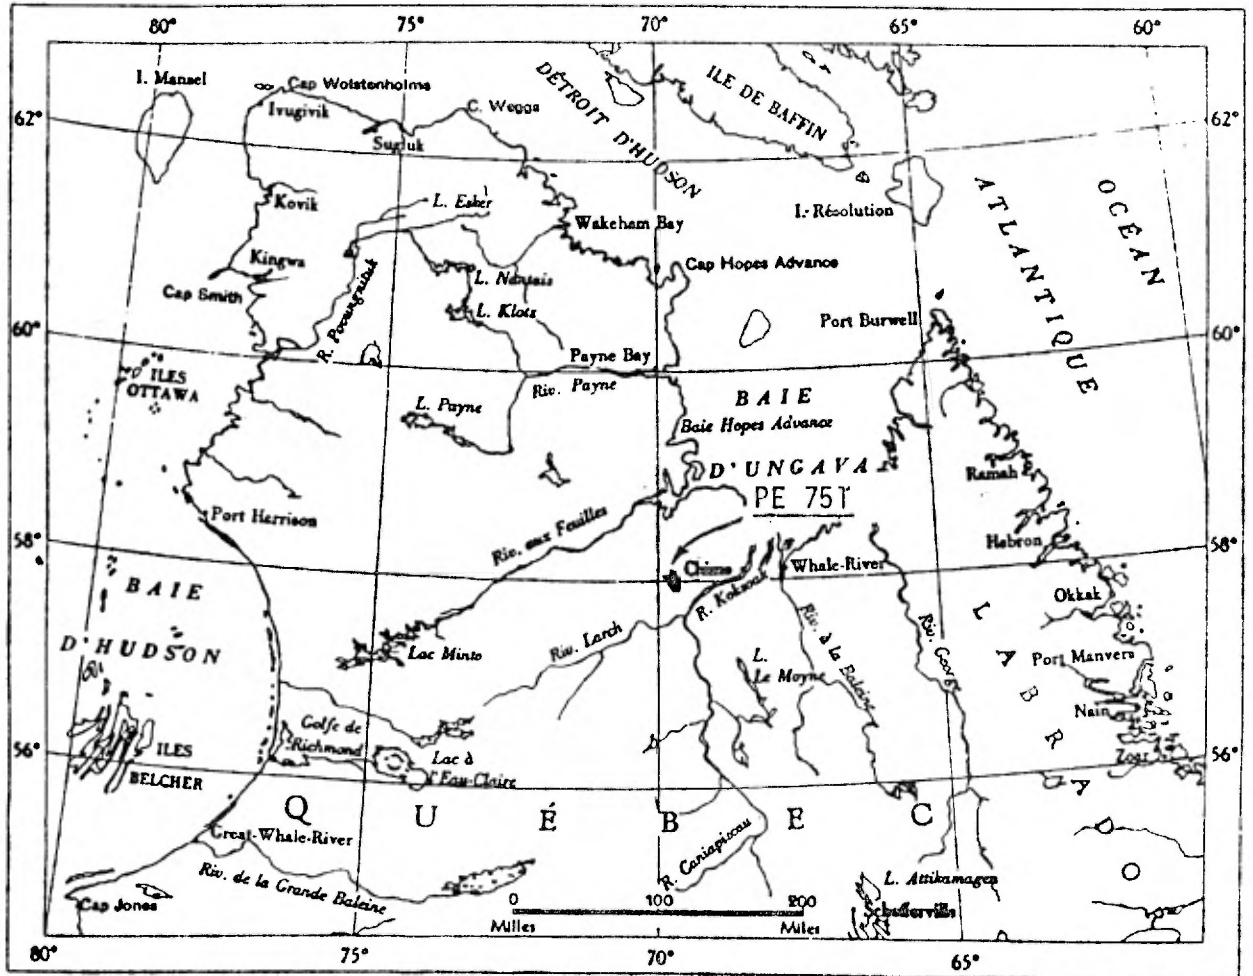 80° 75° 70° 65° 60°
I. Mansel
Cap Wolstenholme
Ivugivik
C. Weggs
DÉTROIT D'HUDSON
ILE DE BAFFIN
62° 62°
Sugluk
Kovik
L. Esker
Wakeham Bay
I. Résolution
OCÉAN
ATLANTIQUE
Kingwa
Cap Smith
L. Nantais
L. Klotz
Cap Hopes Advance
Port Burwell
60° 60°
Payne Bay
Riv. Payne
ILES
OTTAWA
L. Payne
BAIE
Baie Hopes Advance
D'UNGAVA
PE 751
Ramah
Port Harrison
Riv. aux Feuilles
Hebron
58° 58°
Chimo
Whale-River
R. Koksoak
Okkak
BAIE
D'HUDSON
Lac Minto
Riv. Larch
L.
Le Moyne
Riv. à la Baleine
Riv. George
LABRADO
Port Manvers
Nain
Zoar
56° 56°
Golfe de
Richmond
Lac à
l'Eau-Claire
ILES
BELCHER
QUÉBEC
Great-Whale-River
Riv. de la Grande Baleine
R. Caniapiscau
L. Attikamagen
Schefferville
Cap Jones
0 100 200
Milles Milles
80° 75° 70° 65°